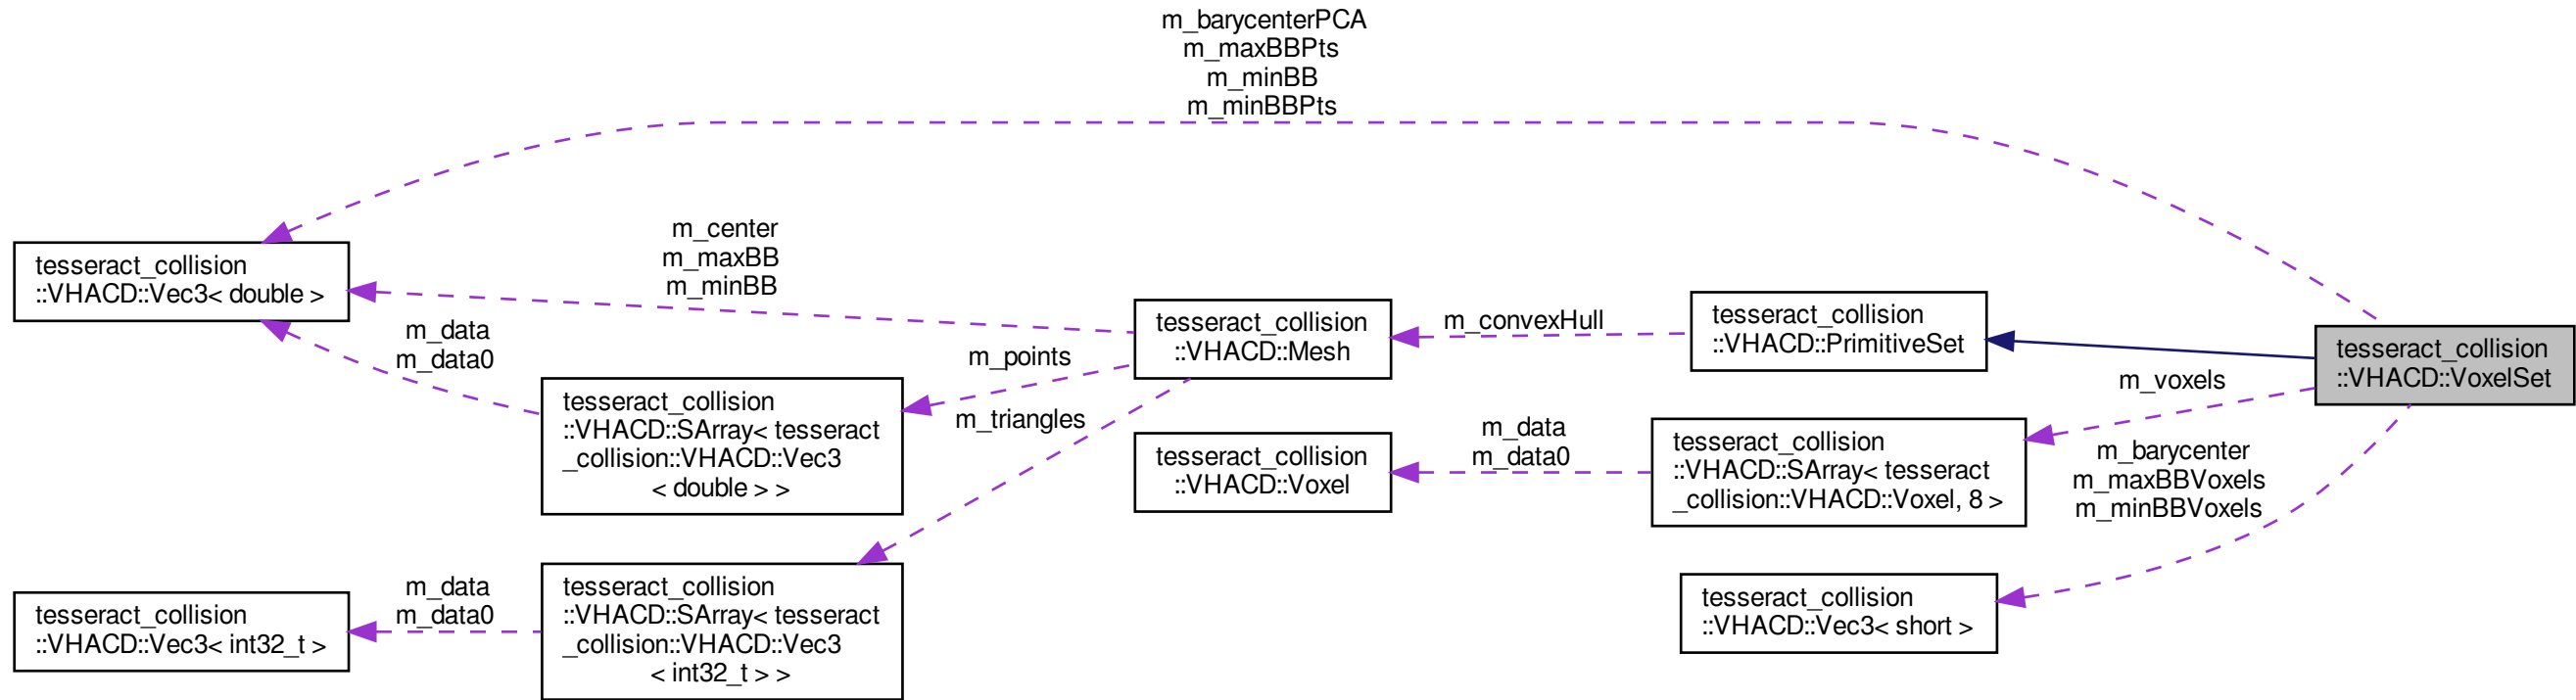 m_barycenterPCA
m_maxBBPts
m_minBB
m_minBBPts
tesseract_collision
::VHACD::Vec3< double >
m_center
m_maxBB
m_minBB
m_data
m_data0
tesseract_collision
::VHACD::SArray< tesseract
_collision::VHACD::Vec3
< double > >
m_points
m_triangles
tesseract_collision
::VHACD::Mesh
m_convexHull
tesseract_collision
::VHACD::PrimitiveSet
tesseract_collision
::VHACD::VoxelSet
tesseract_collision
::VHACD::Voxel
m_data
m_data0
tesseract_collision
::VHACD::SArray< tesseract
_collision::VHACD::Voxel, 8 >
m_voxels
m_barycenter
m_maxBBVoxels
m_minBBVoxels
tesseract_collision
::VHACD::Vec3< int32_t >
m_data
m_data0
tesseract_collision
::VHACD::SArray< tesseract
_collision::VHACD::Vec3
< int32_t > >
tesseract_collision
::VHACD::Vec3< short >